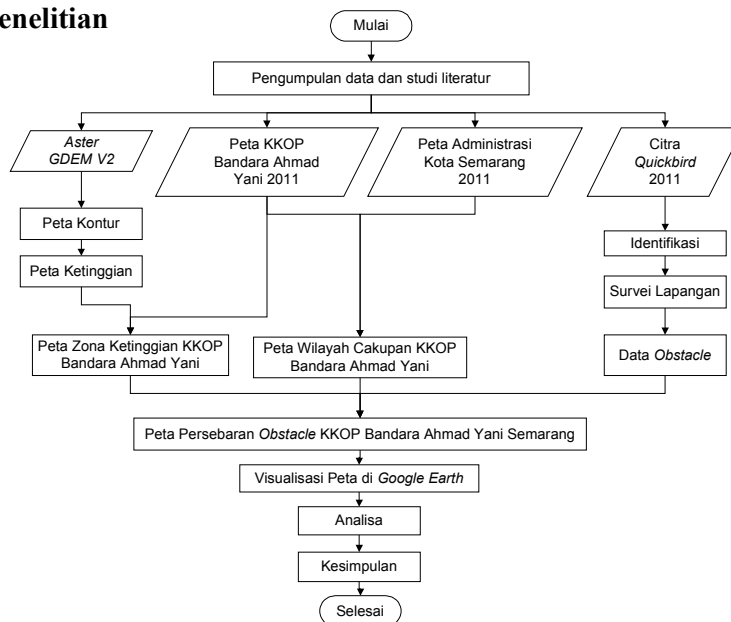 enelitian
Mulai
Pengumpulan data dan studi literatur
Aster
GDEM V2
Peta KKOP
Bandara Ahmad
Yani 2011
Peta Administrasi
Kota Semarang
2011
Citra
Quickbird
2011
Peta Kontur
Identifikasi
Peta Ketinggian
Survei Lapangan
Peta Zona Ketinggian KKOP
Bandara Ahmad Yani
Peta Wilayah Cakupan KKOP
Bandara Ahmad Yani
Data Obstacle
Peta Persebaran Obstacle KKOP Bandara Ahmad Yani Semarang
Visualisasi Peta di Google Earth
Analisa
Kesimpulan
Selesai